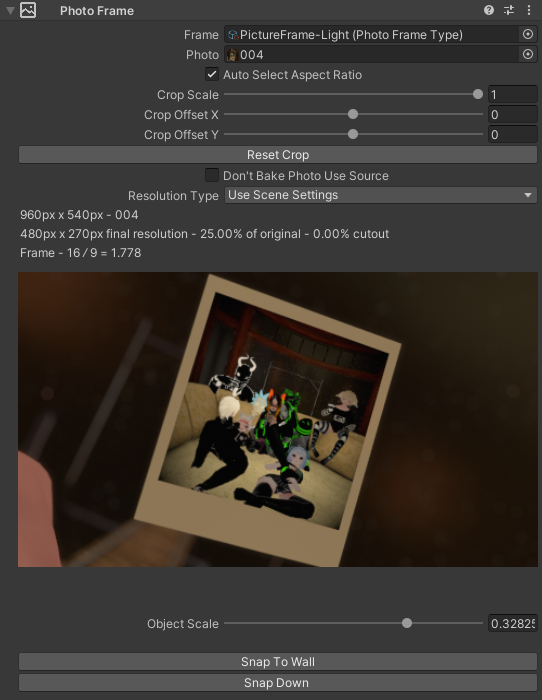 Photo Frame
Frame PictureFrame-Light (Photo Frame Type)
Photo 004
Auto Select Aspect Ratio
Crop Scale 1
Crop Offset X 0
Crop Offset Y 0
Reset Crop
Don't Bake Photo Use Source
Resolution Type Use Scene Settings
960px x 540px - 004
480px x 270px final resolution - 25.00% of original - 0.00% cutout
Frame - 16 / 9 = 1.778
Object Scale 0.32825
Snap To Wall
Snap Down